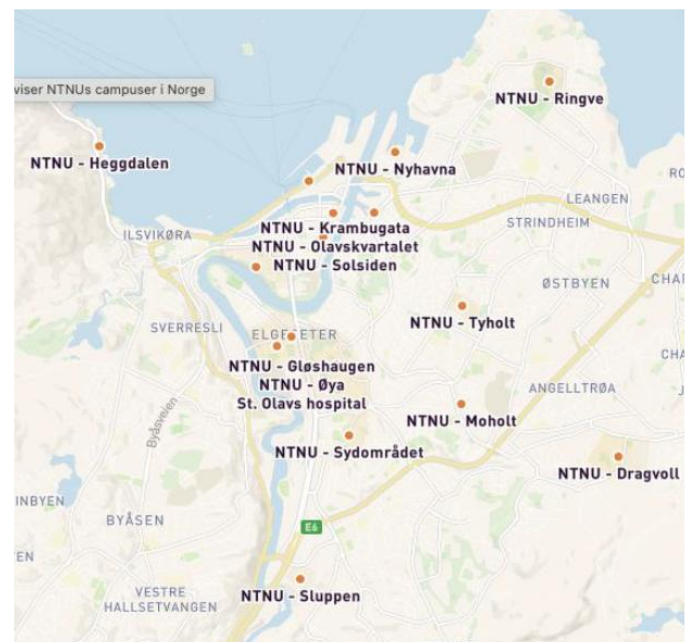 viser NTNUs campuser i Norge
NTNU - Ringve
NTNU - Heggdalen
NTNU - Nyhavna
LEANGEN
STRINDHEIM
NTNU - Krambugata
ILSVIKØRA
NTNU - Olavskvartalet
NTNU - Solsiden
ØSTBYEN
SVERRESLI
NTNU - Tyholt
NTNU - Gløshaugen
NTNU - Øya
St. Olavs hospital
ANGELLTRØA
Byåsveien
NTNU - Moholt
NTNU - Sydområdet
NTNU - Dragvoll
BYÅSEN
E6
VESTRE
HALLSETVANGEN
NTNU - Sluppen